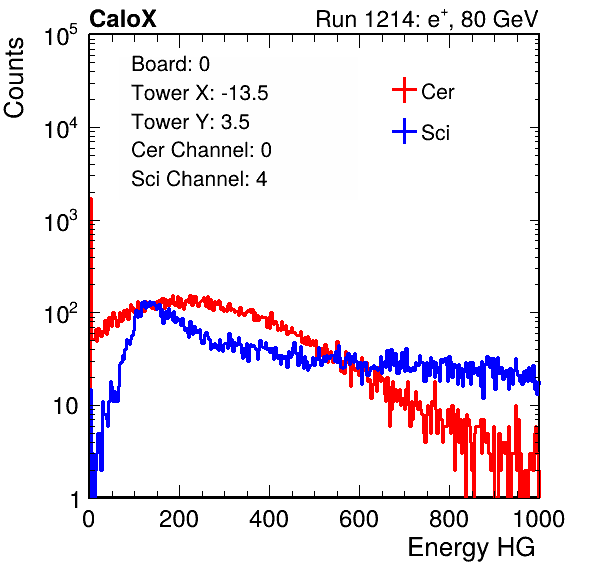 CaloX Run 1214: e⁺, 80 GeV
Board: 0
Tower X: -13.5
Tower Y: 3.5
Cer Channel: 0
Sci Channel: 4
Cer
Sci
Counts
10⁵
10⁴
10³
10²
10
1
0 200 400 600 800 1000
Energy HG